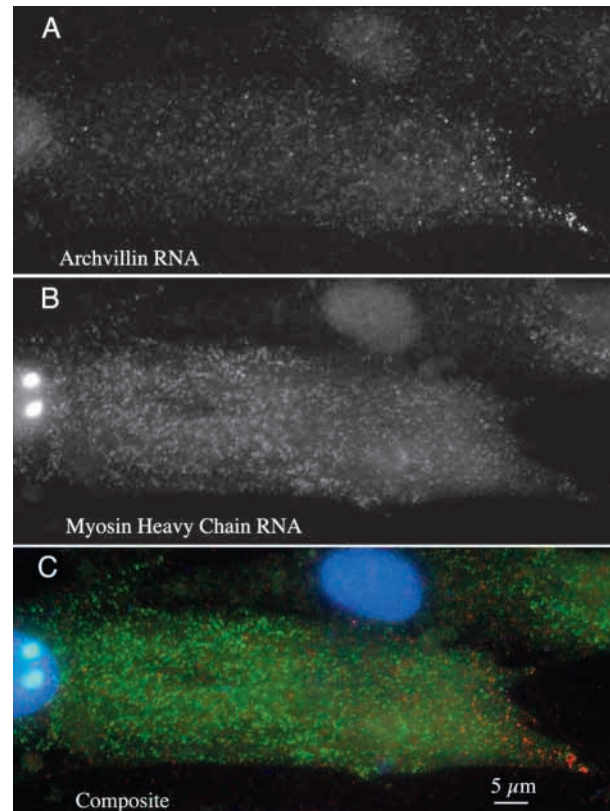 A
Archvillin RNA
B
Myosin Heavy Chain RNA
C
5 µm
Composite